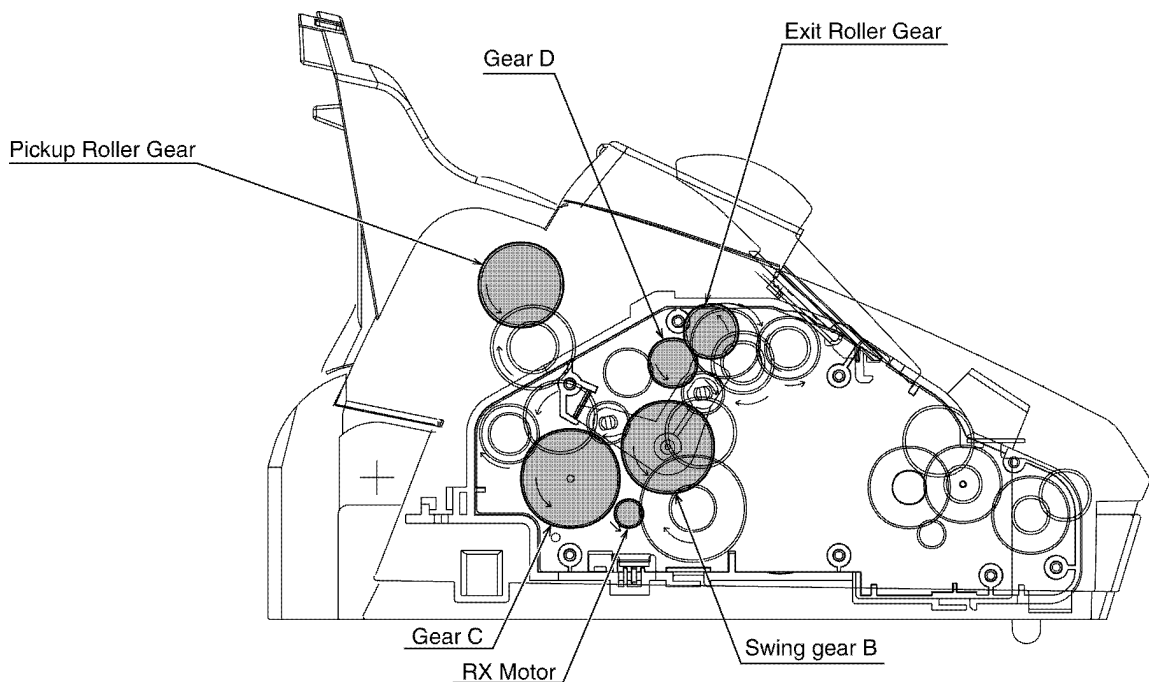 Exit Roller Gear
Gear D
Pickup Roller Gear
Gear C
Swing gear B
RX Motor